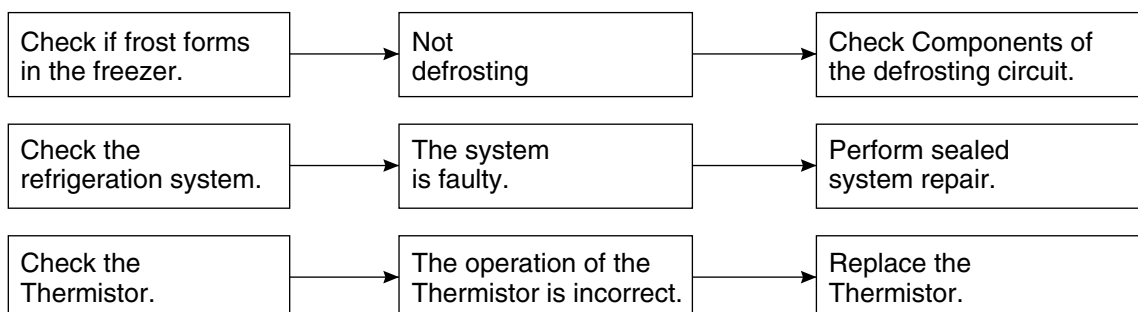 Check if frost forms
in the freezer.
Not
defrosting
Check Components of
the defrosting circuit.
Check the
refrigeration system.
The system
is faulty.
Perform sealed
system repair.
Check the
Thermistor.
The operation of the
Thermistor is incorrect.
Replace the
Thermistor.